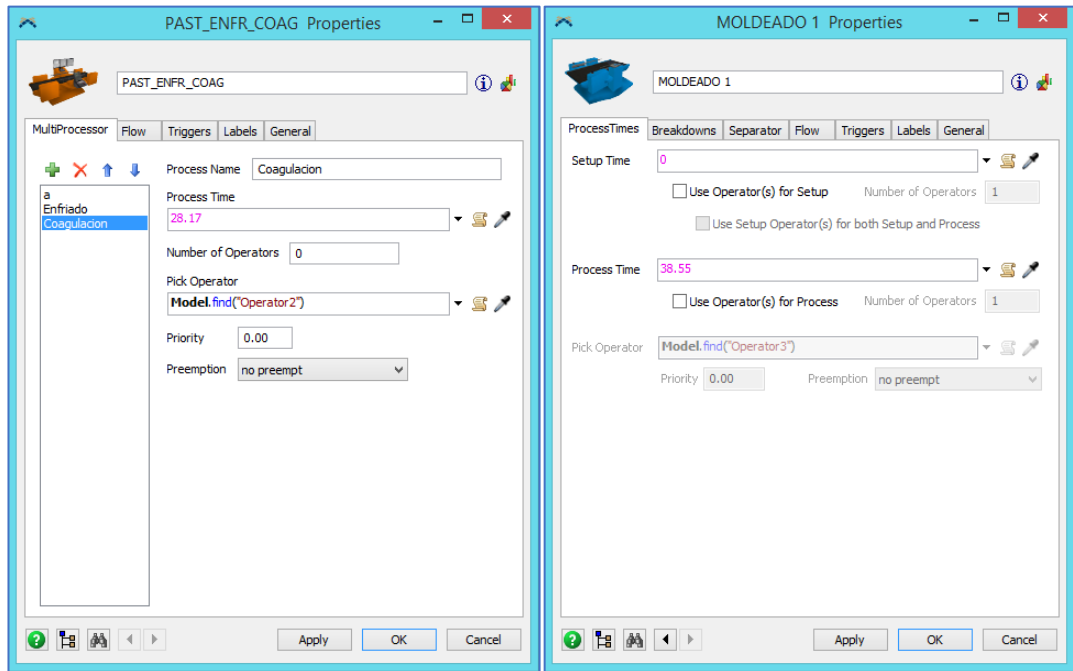 PAST_ENFR_COAG Properties
PAST_ENFR_COAG
MultiProcessor Flow Triggers Labels General
a
Enfriado
Coagulacion
Process Name Coagulacion
Process Time
28.17
Number of Operators 0
Pick Operator
Model.find("Operator2")
Priority 0.00
Preemption no preempt
Apply OK Cancel
MOLDEADO 1 Properties
MOLDEADO 1
ProcessTimes Breakdowns Separator Flow Triggers Labels General
Setup Time 0
Use Operator(s) for Setup Number of Operators 1
Use Setup Operator(s) for both Setup and Process
Process Time 38.55
Use Operator(s) for Process Number of Operators 1
Pick Operator Model.find("Operator3")
Priority 0.00 Preemption no preempt
Apply OK Cancel